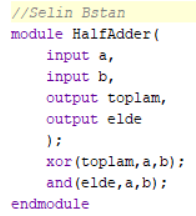 //Selin Bstan
module HalfAdder(
input a,
input b,
output toplam,
output elde
);
xor(toplam,a,b);
and(elde,a,b);
endmodule